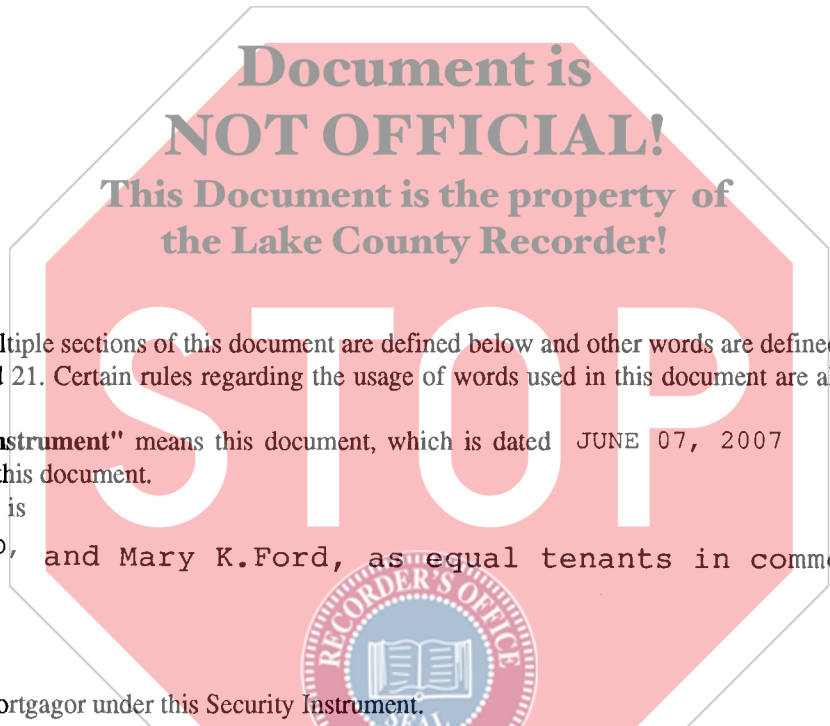 Document is
NOT OFFICIAL!
This Document is the property of
the Lake County Recorder!
STOP
ltiple sections of this document are defined below and other words are defined
21. Certain rules regarding the usage of words used in this document are al
nstrument" means this document, which is dated JUNE 07, 2007
this document.
is
, and Mary K.Ford, as equal tenants in comm
RECORDER'S OFFICE
ortgagor under this Security Instrument.
SEAL